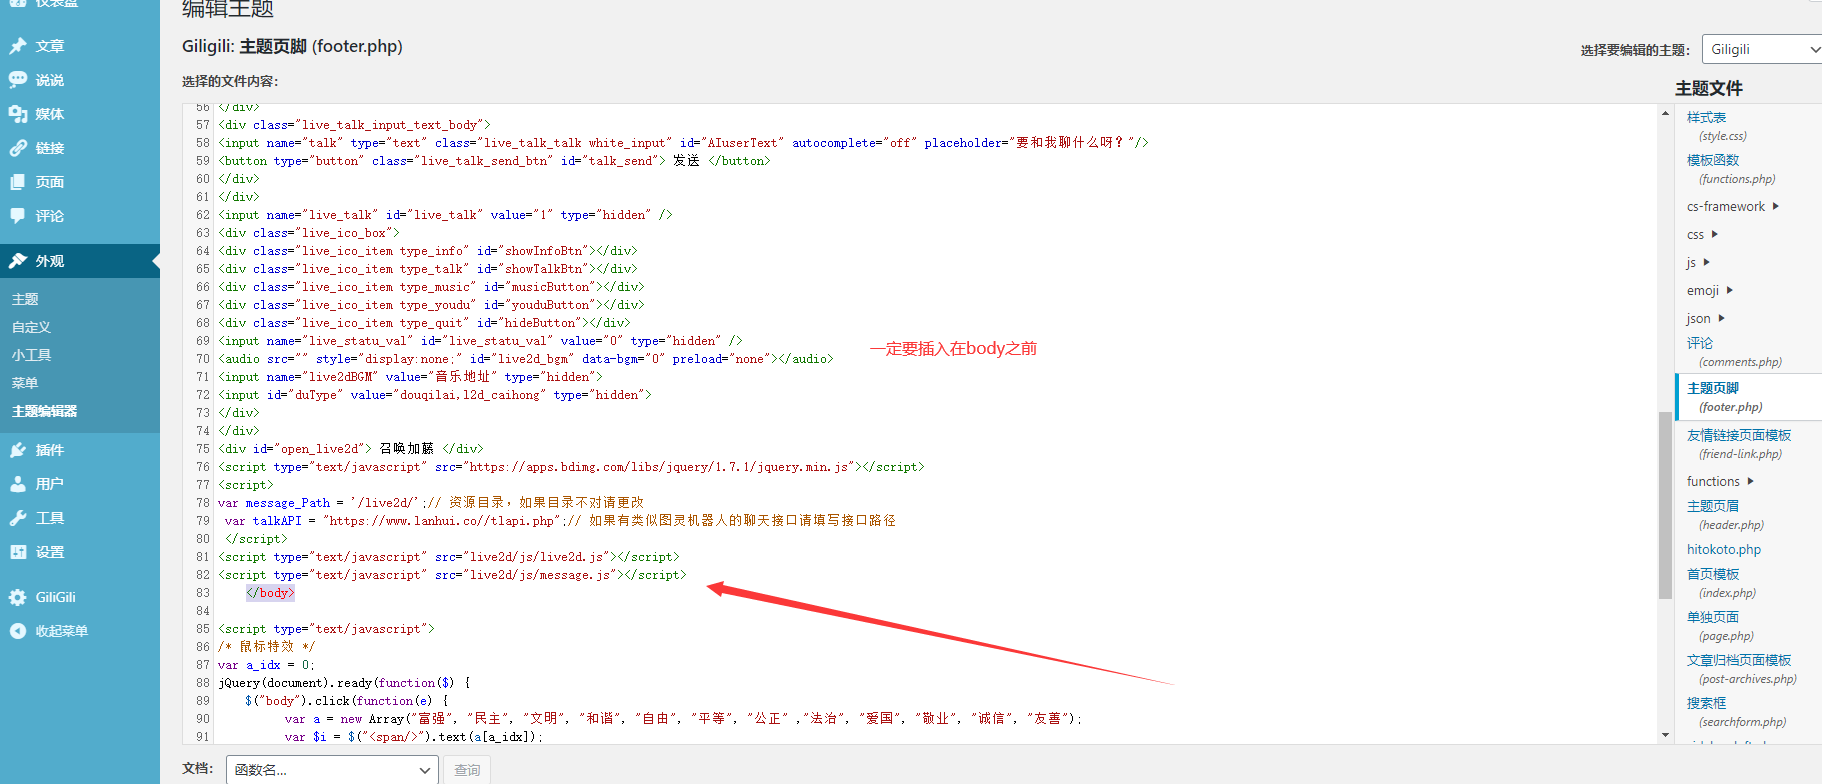 仪表盘
文章
说说
媒体
链接
页面
评论
外观
主题
自定义
小工具
菜单
主题编辑器
插件
用户
工具
设置
GiliGili
收起菜单
编辑主题
Giligili: 主题页脚 (footer.php)
选择要编辑的主题:
Giligili
选择的文件内容:
56 </div>
57 <div class="live_talk_input_text_body">
58 <input name="talk" type="text" class="live_talk_talk white_input" id="AIuserText" autocomplete="off" placeholder="要和我聊什么呀？"/>
59 <button type="button" class="live_talk_send_btn" id="talk_send"> 发送 </button>
60 </div>
61 </div>
62 <input name="live_talk" id="live_talk" value="1" type="hidden" />
63 <div class="live_ico_box">
64 <div class="live_ico_item type_info" id="showInfoBtn"></div>
65 <div class="live_ico_item type_talk" id="showTalkBtn"></div>
66 <div class="live_ico_item type_music" id="musicButton"></div>
67 <div class="live_ico_item type_youdu" id="youduButton"></div>
68 <div class="live_ico_item type_quit" id="hideButton"></div>
69 <input name="live_statu_val" id="live_statu_val" value="0" type="hidden" />
70 <audio src="" style="display:none;" id="live2d_bgm" data-bgm="0" preload="none"></audio>
71 <input name="live2dBGM" value="音乐地址" type="hidden">
72 <input id="duType" value="douqilai,l2d_caihong" type="hidden">
73 </div>
74 </div>
75 <div id="open_live2d"> 召唤加藤 </div>
76 <script type="text/javascript" src="https://apps.bdimg.com/libs/jquery/1.7.1/jquery.min.js"></script>
77 <script>
78 var message_Path = '/live2d/';// 资源目录，如果目录不对请更改
79 var talkAPI = "https://www.lanhui.co//tlapi.php";// 如果有类似图灵机器人的聊天接口请填写接口路径
80 </script>
81 <script type="text/javascript" src="live2d/js/live2d.js"></script>
82 <script type="text/javascript" src="live2d/js/message.js"></script>
83 </body>
84
85 <script type="text/javascript">
86 /* 鼠标特效 */
87 var a_idx = 0;
88 jQuery(document).ready(function($) {
89 $("body").click(function(e) {
90 var a = new Array("富强", "民主", "文明", "和谐", "自由", "平等", "公正" ,"法治", "爱国", "敬业", "诚信", "友善");
91 var $i = $("<span/>").text(a[a_idx]);
一定要插入在body之前
文档:
函数名...
查询
主题文件
样式表
(style.css)
模板函数
(functions.php)
cs-framework
css
js
emoji
json
评论
(comments.php)
主题页脚
(footer.php)
友情链接页面模板
(friend-link.php)
functions
主题页眉
(header.php)
hitokoto.php
首页模板
(index.php)
单独页面
(page.php)
文章归档页面模板
(post-archives.php)
搜索框
(searchform.php)